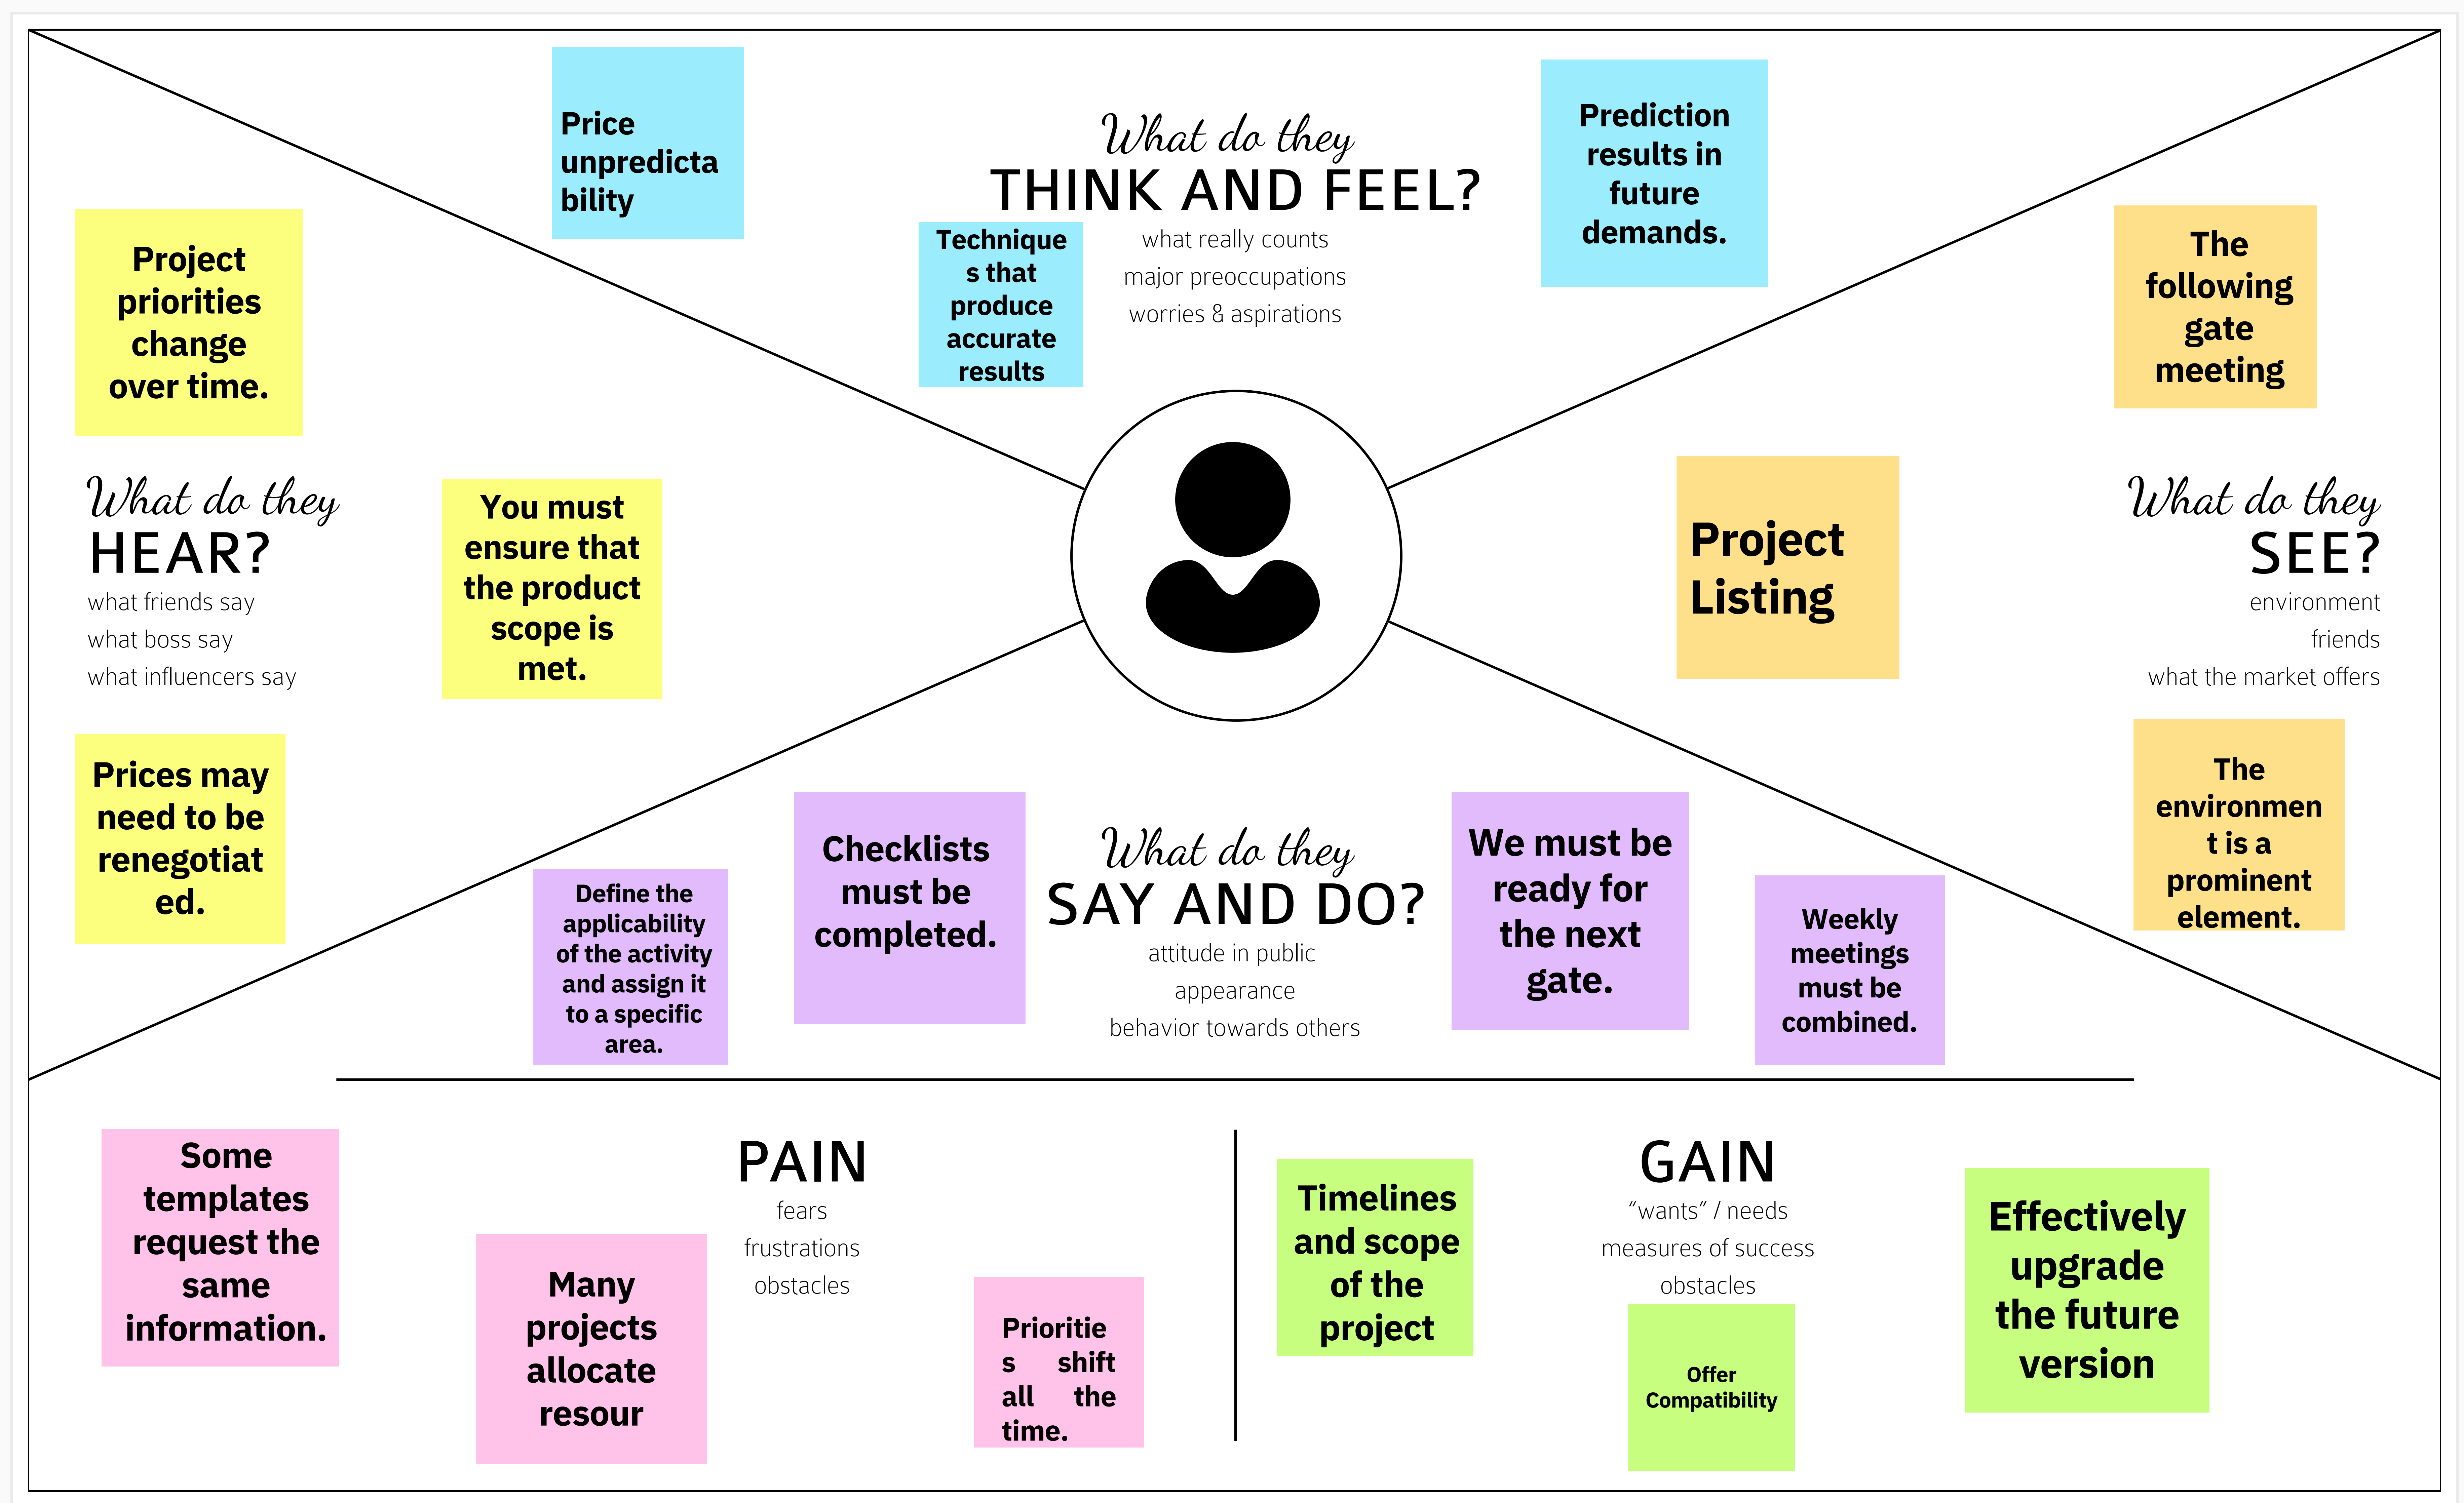 Price
unpredicta
bility
What do they
THINK AND FEEL?
what really counts
major preoccupations
worries & aspirations
Technique
s that
produce
accurate
results
Prediction
results in
future
demands.
Project
priorities
change
over time.
What do they
HEAR?
what friends say
what boss say
what influencers say
You must
ensure that
the product
scope is
met.
Prices may
need to be
renegotiat
ed.
The
following
gate
meeting
Project
Listing
What do they
SEE?
environment
friends
what the market offers
The
environmen
t is a
prominent
element.
Define the
applicability
of the activity
and assign it
to a specific
area.
Checklists
must be
completed.
What do they
SAY AND DO?
attitude in public
appearance
behavior towards others
We must be
ready for
the next
gate.
Weekly
meetings
must be
combined.
Some
templates
request the
same
information.
Many
projects
allocate
resour
PAIN
fears
frustrations
obstacles
Prioritie
s shift
all the
time.
Timelines
and scope
of the
project
GAIN
“wants” / needs
measures of success
obstacles
Offer
Compatibility
Effectively
upgrade
the future
version